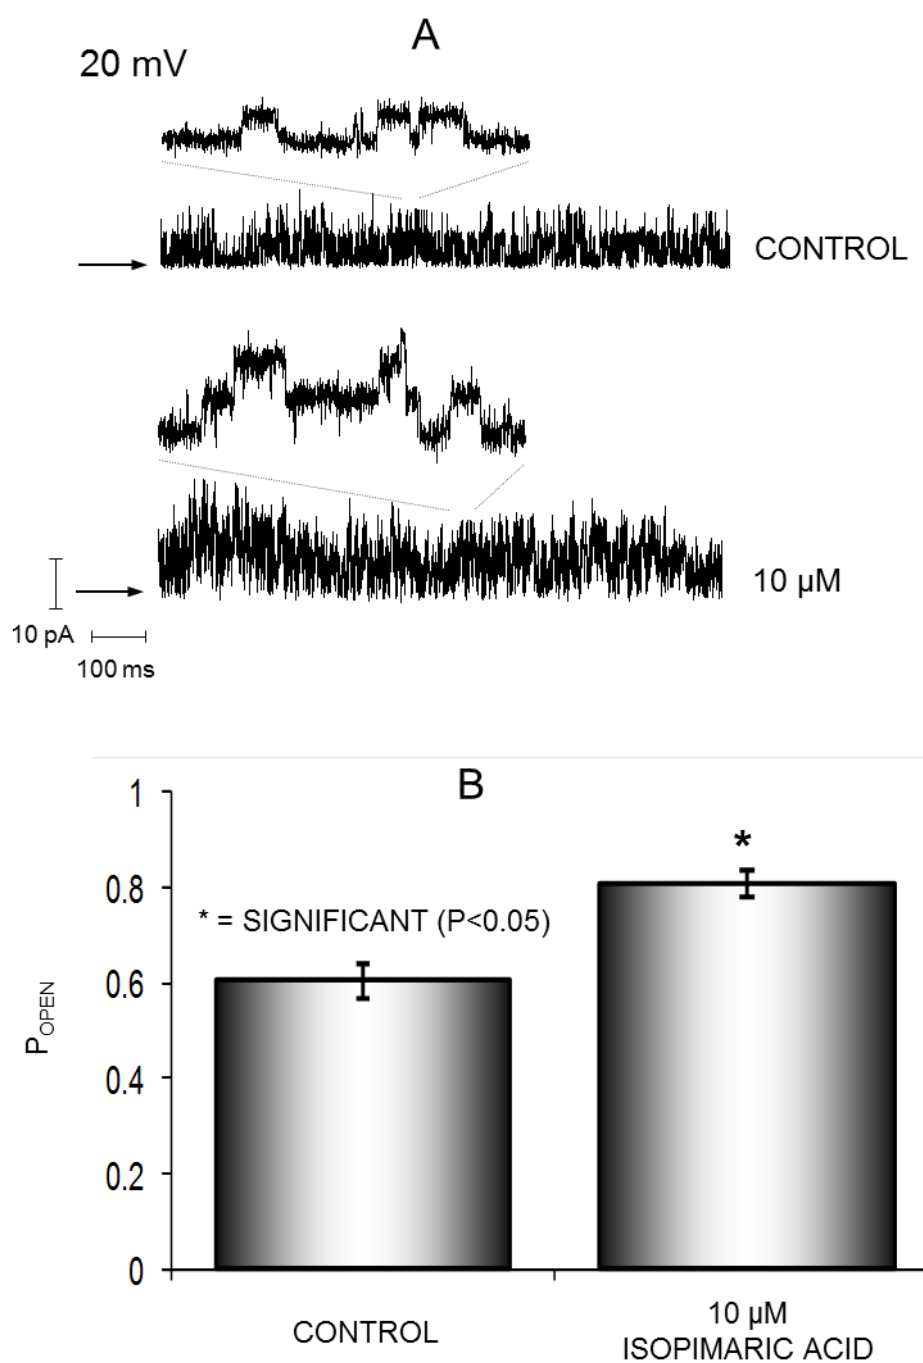 A
20 mV
CONTROL
10 µM
10 pA
100 ms
B
1
0.8
0.6
0.4
0.2
0
* = SIGNIFICANT (P<0.05)
*
P_OPEN
CONTROL
10 µM
ISOPIMARIC ACID